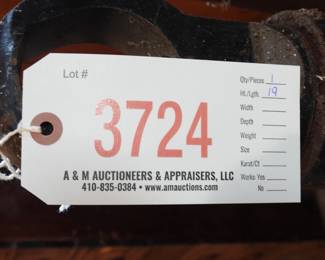 Lot #
3724
A & M AUCTIONEERS & APPRAISERS, LLC
410-835-0384 • www.amauctions.com
Qty/Pieces 1
Ht./Lgth. 19
Width
Depth
Weight
Size
Karat/Ct
Works: Yes
No